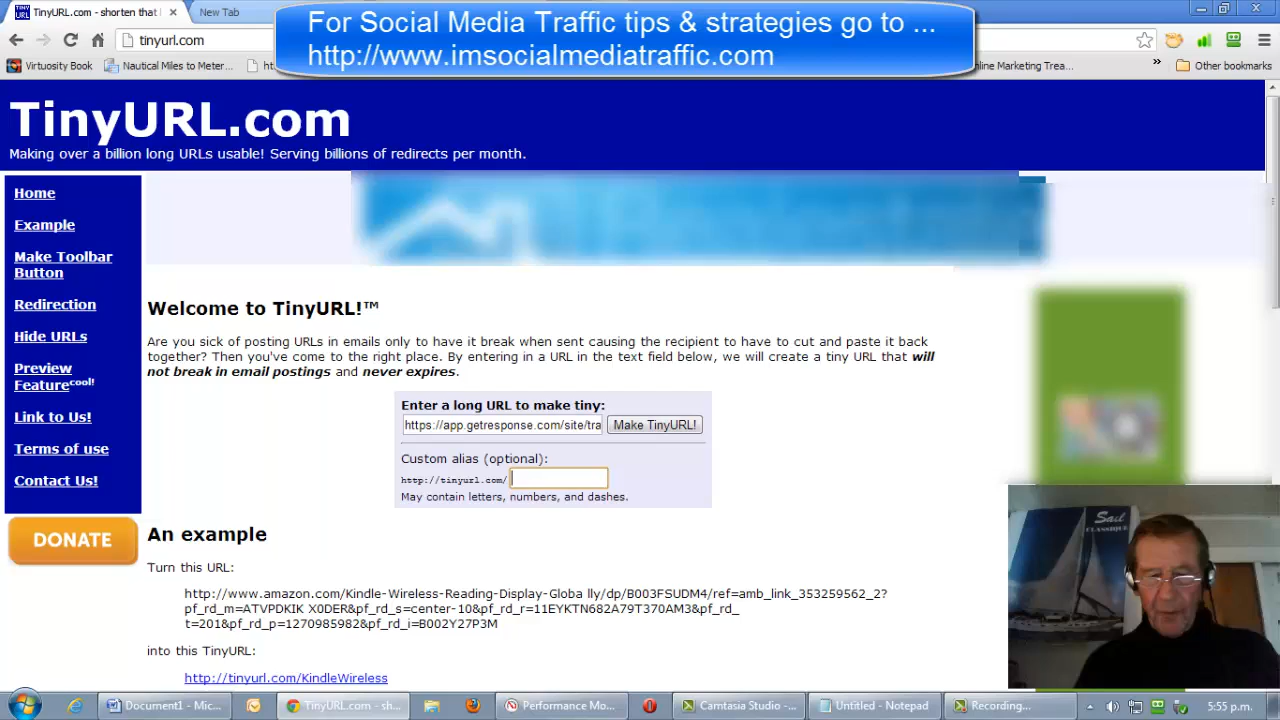 TinyURL.com - shorten that l
New Tab
For Social Media Traffic tips & strategies go to ...
http://www.imsocialmediatraffic.com
tinyurl.com
Virtuosity Book
Nautical Miles to Meter...
nline Marketing Trea...
»
Other bookmarks
TinyURL.com
Making over a billion long URLs usable! Serving billions of redirects per month.
Home
Example
Make Toolbar
Button
Redirection
Hide URLs
Preview
Feature cool!
Link to Us!
Terms of use
Contact Us!
DONATE
Welcome to TinyURL!™
Are you sick of posting URLs in emails only to have it break when sent causing the recipient to have to cut and paste it back
together? Then you've come to the right place. By entering in a URL in the text field below, we will create a tiny URL that will
not break in email postings and never expires.
Enter a long URL to make tiny:
https://app.getresponse.com/site/tra
Make TinyURL!
Custom alias (optional):
http://tinyurl.com/
May contain letters, numbers, and dashes.
An example
Turn this URL:
http://www.amazon.com/Kindle-Wireless-Reading-Display-Globa lly/dp/B003FSUDM4/ref=amb_link_353259562_2?
pf_rd_m=ATVPDKIK X0DER&pf_rd_s=center-10&pf_rd_r=11EYKTN682A79T370AM3&pf_rd_
t=201&pf_rd_p=1270985982&pf_rd_i=B002Y27P3M
into this TinyURL:
http://tinyurl.com/KindleWireless
Sail
CLASSIQUE
Document1 - Mic...
TinyURL.com - sh...
Performance Mo...
Camtasia Studio -...
Untitled - Notepad
Recording...
5:55 p.m.